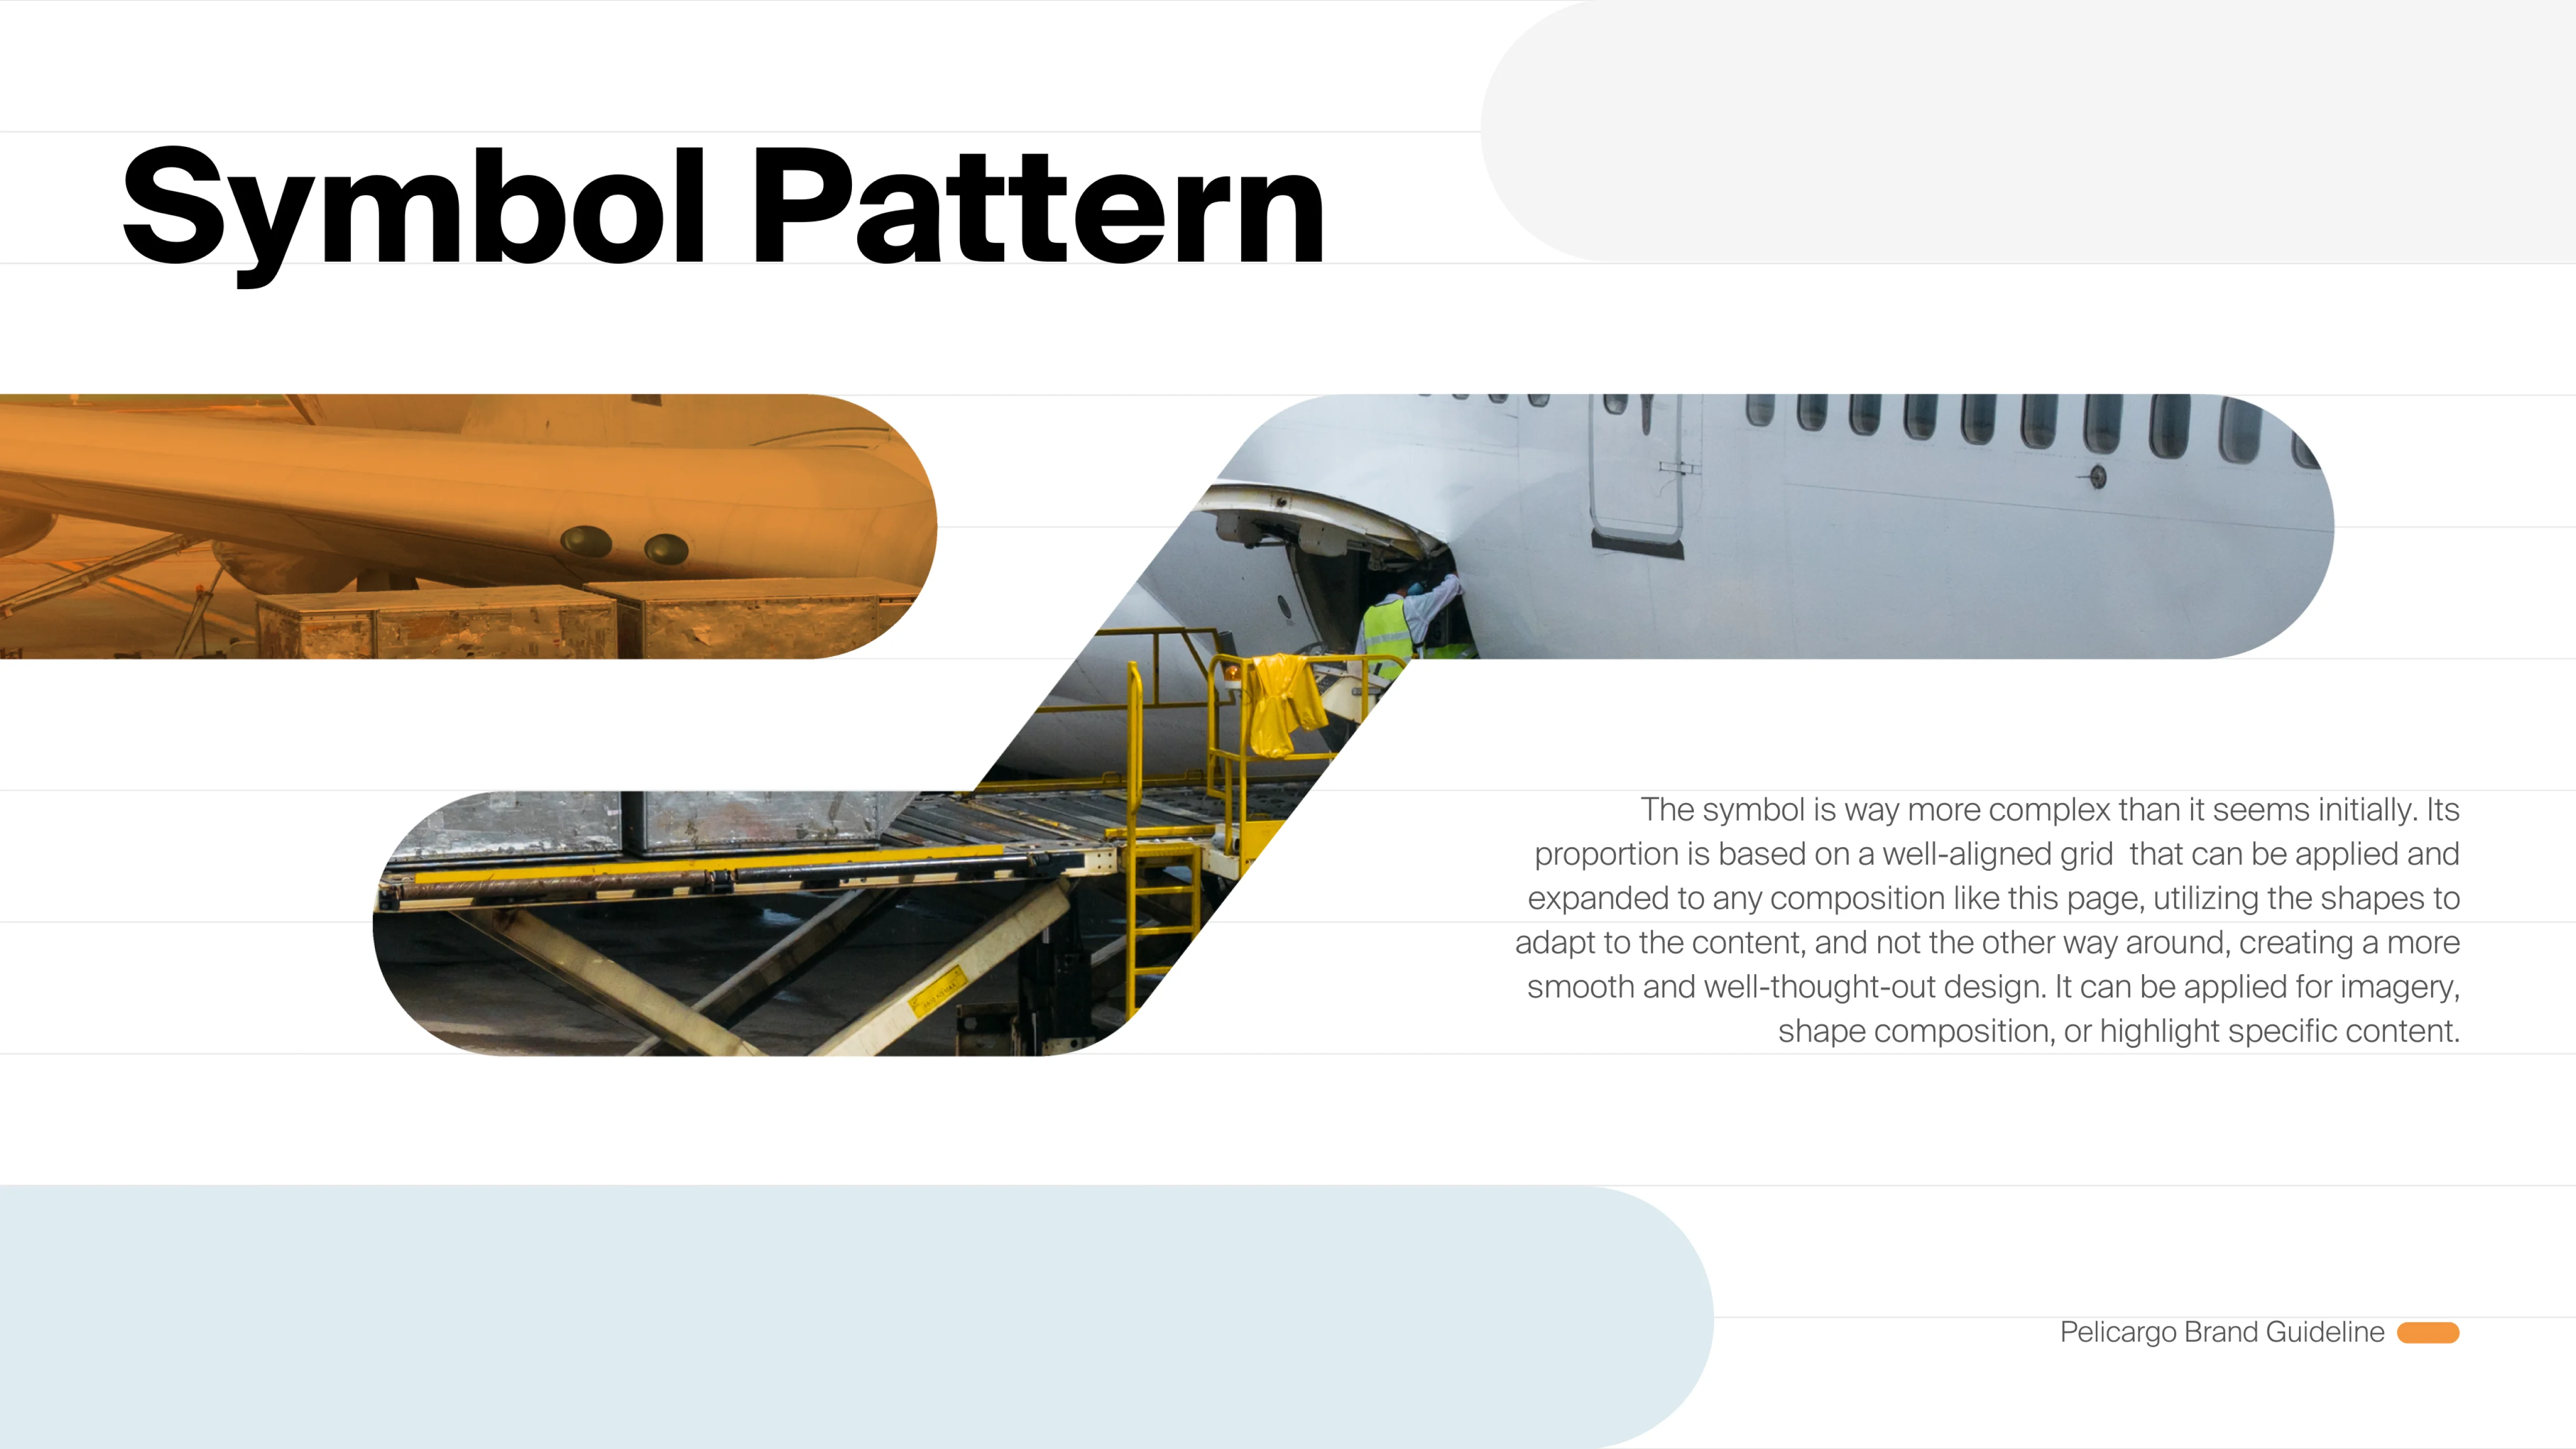 Symbol Pattern
The symbol is way more complex than it seems initially. Its
proportion is based on a well-aligned grid  that can be applied and
expanded to any composition like this page, utilizing the shapes to
adapt to the content, and not the other way around, creating a more
smooth and well-thought-out design. It can be applied for imagery,
shape composition, or highlight specific content.
Pelicargo Brand Guideline